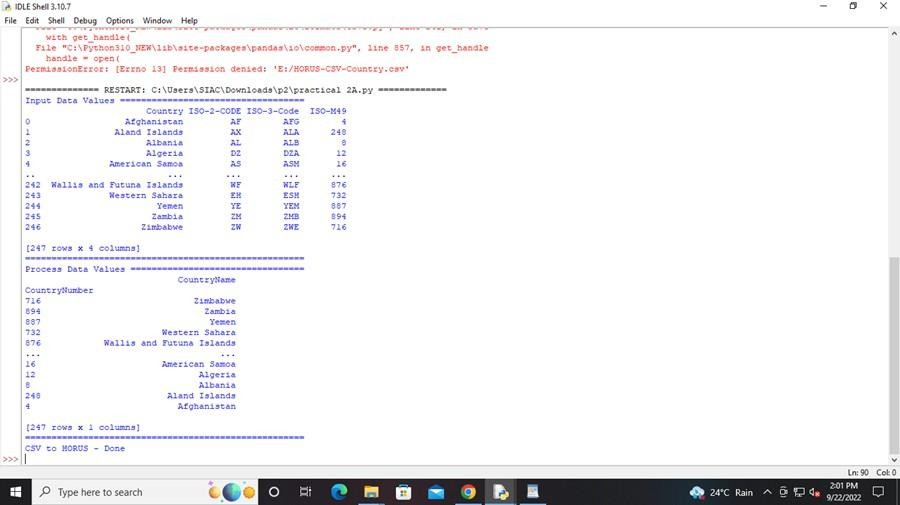 IDLE Shell 3.10.7
File Edit Shell Debug Options Window Help
with get_handle(
File "C:\Python310_NEW\lib\site-packages\pandas\io\common.py", line 857, in get_handle
handle = open(
PermissionError: [Errno 13] Permission denied: 'E:/HORUS-CSV-Country.csv'
>>>
============== RESTART: C:\Users\SIAC\Downloads\p2\practical 2A.py =============
Input Data Values ===================================
Country ISO-2-CODE ISO-3-Code ISO-M49
0 Afghanistan AF AFG 4
1 Aland Islands AX ALA 248
2 Albania AL ALB 8
3 Algeria DZ DZA 12
4 American Samoa AS ASM 16
.. ... ... ... ...
242 Wallis and Futuna Islands WF WLF 876
243 Western Sahara EH ESH 732
244 Yemen YE YEM 887
245 Zambia ZM ZMB 894
246 Zimbabwe ZW ZWE 716
[247 rows x 4 columns]
=====================================================
Process Data Values =================================
CountryName
CountryNumber
716 Zimbabwe
894 Zambia
887 Yemen
732 Western Sahara
876 Wallis and Futuna Islands
... ...
16 American Samoa
12 Algeria
8 Albania
248 Aland Islands
4 Afghanistan
[247 rows x 1 columns]
=====================================================
CSV to HORUS - Done
>>>
Ln: 90 Col: 0
Type here to search
24°C Rain
2:01 PM
9/22/2022